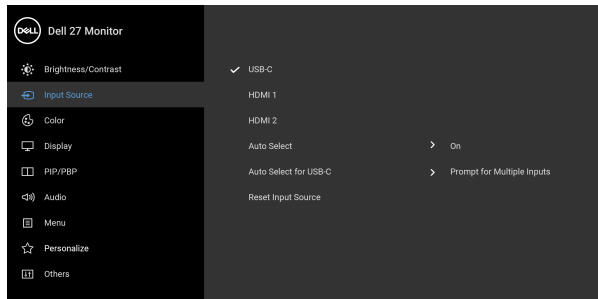 DELL Dell 27 Monitor
Brightness/Contrast
USB-C
Input Source
HDMI 1
Color
HDMI 2
Display
Auto Select
On
PIP/PBP
Auto Select for USB-C
Prompt for Multiple Inputs
Audio
Reset Input Source
Menu
Personalize
Others